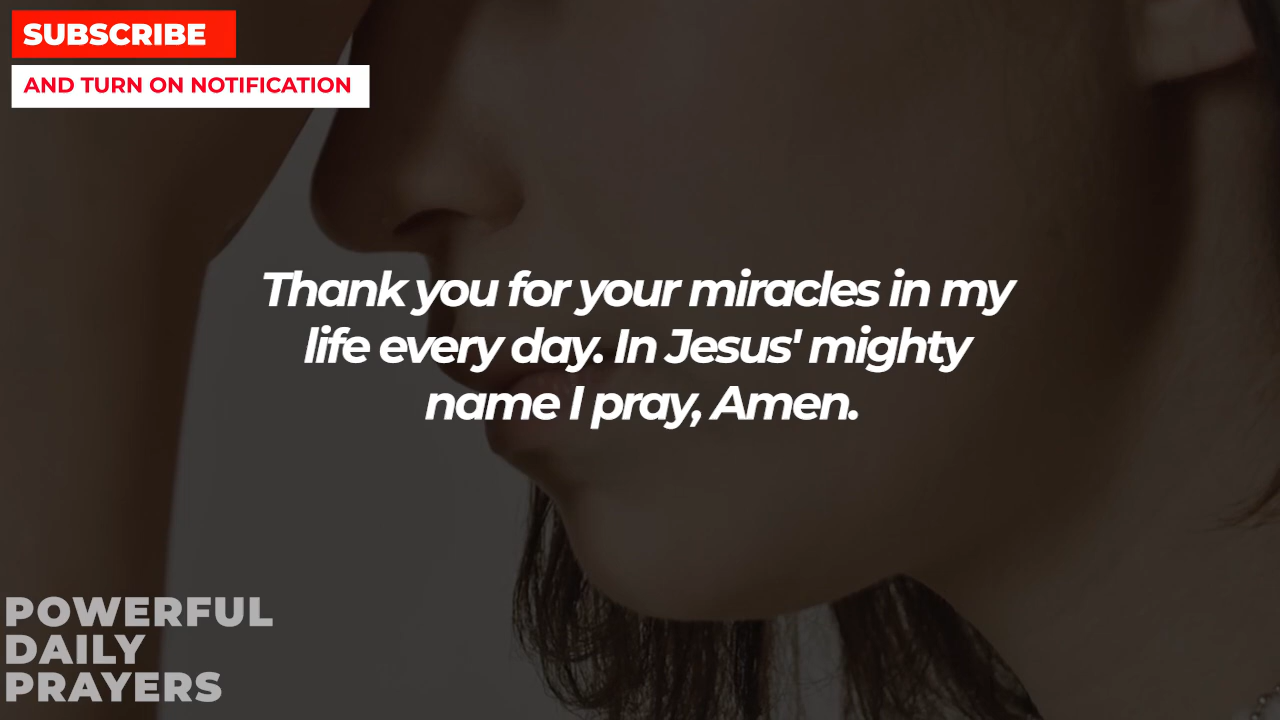 SUBSCRIBE
AND TURN ON NOTIFICATION
Thank you for your miracles in my
life every day. In Jesus' mighty
name I pray, Amen.
POWERFUL
DAILY
PRAYERS